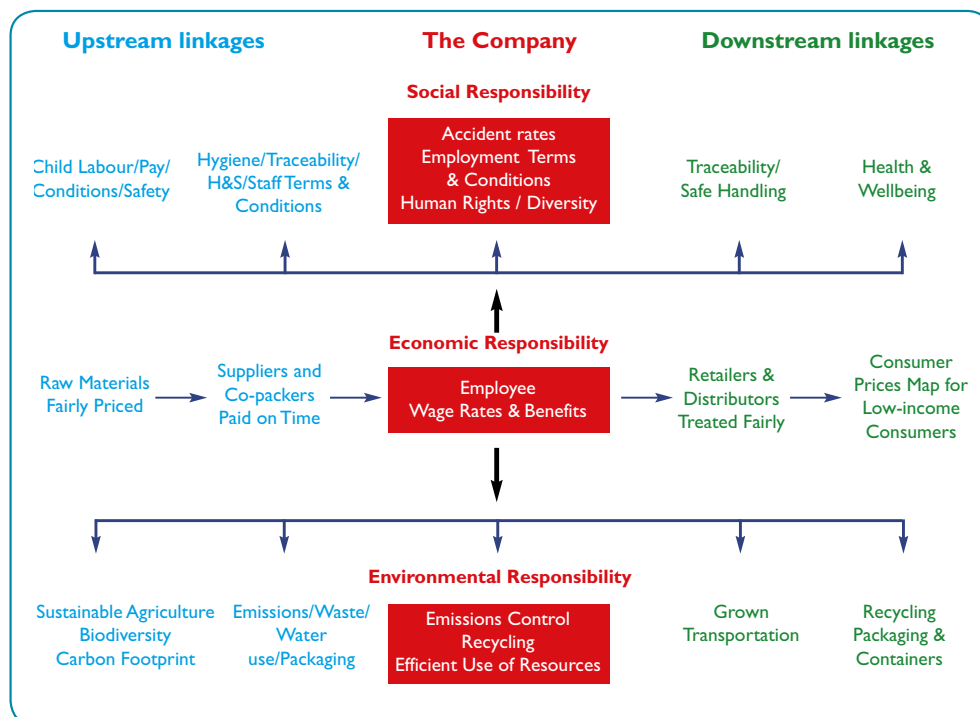 Upstream linkages
The Company
Downstream linkages
Social Responsibility
Child Labour/Pay/
Conditions/Safety
Hygiene/Traceability/
H&S/Staff Terms &
Conditions
Accident rates
Employment Terms
& Conditions
Human Rights / Diversity
Traceability/
Safe Handling
Health &
Wellbeing
Economic Responsibility
Raw Materials
Fairly Priced
Suppliers and
Co-packers
Paid on Time
Employee
Wage Rates & Benefits
Retailers &
Distributors
Treated Fairly
Consumer
Prices Map for
Low-income
Consumers
Environmental Responsibility
Sustainable Agriculture
Biodiversity
Carbon Footprint
Emissions/Waste/
Water
use/Packaging
Emissions Control
Recycling
Efficient Use of Resources
Grown
Transportation
Recycling
Packaging &
Containers